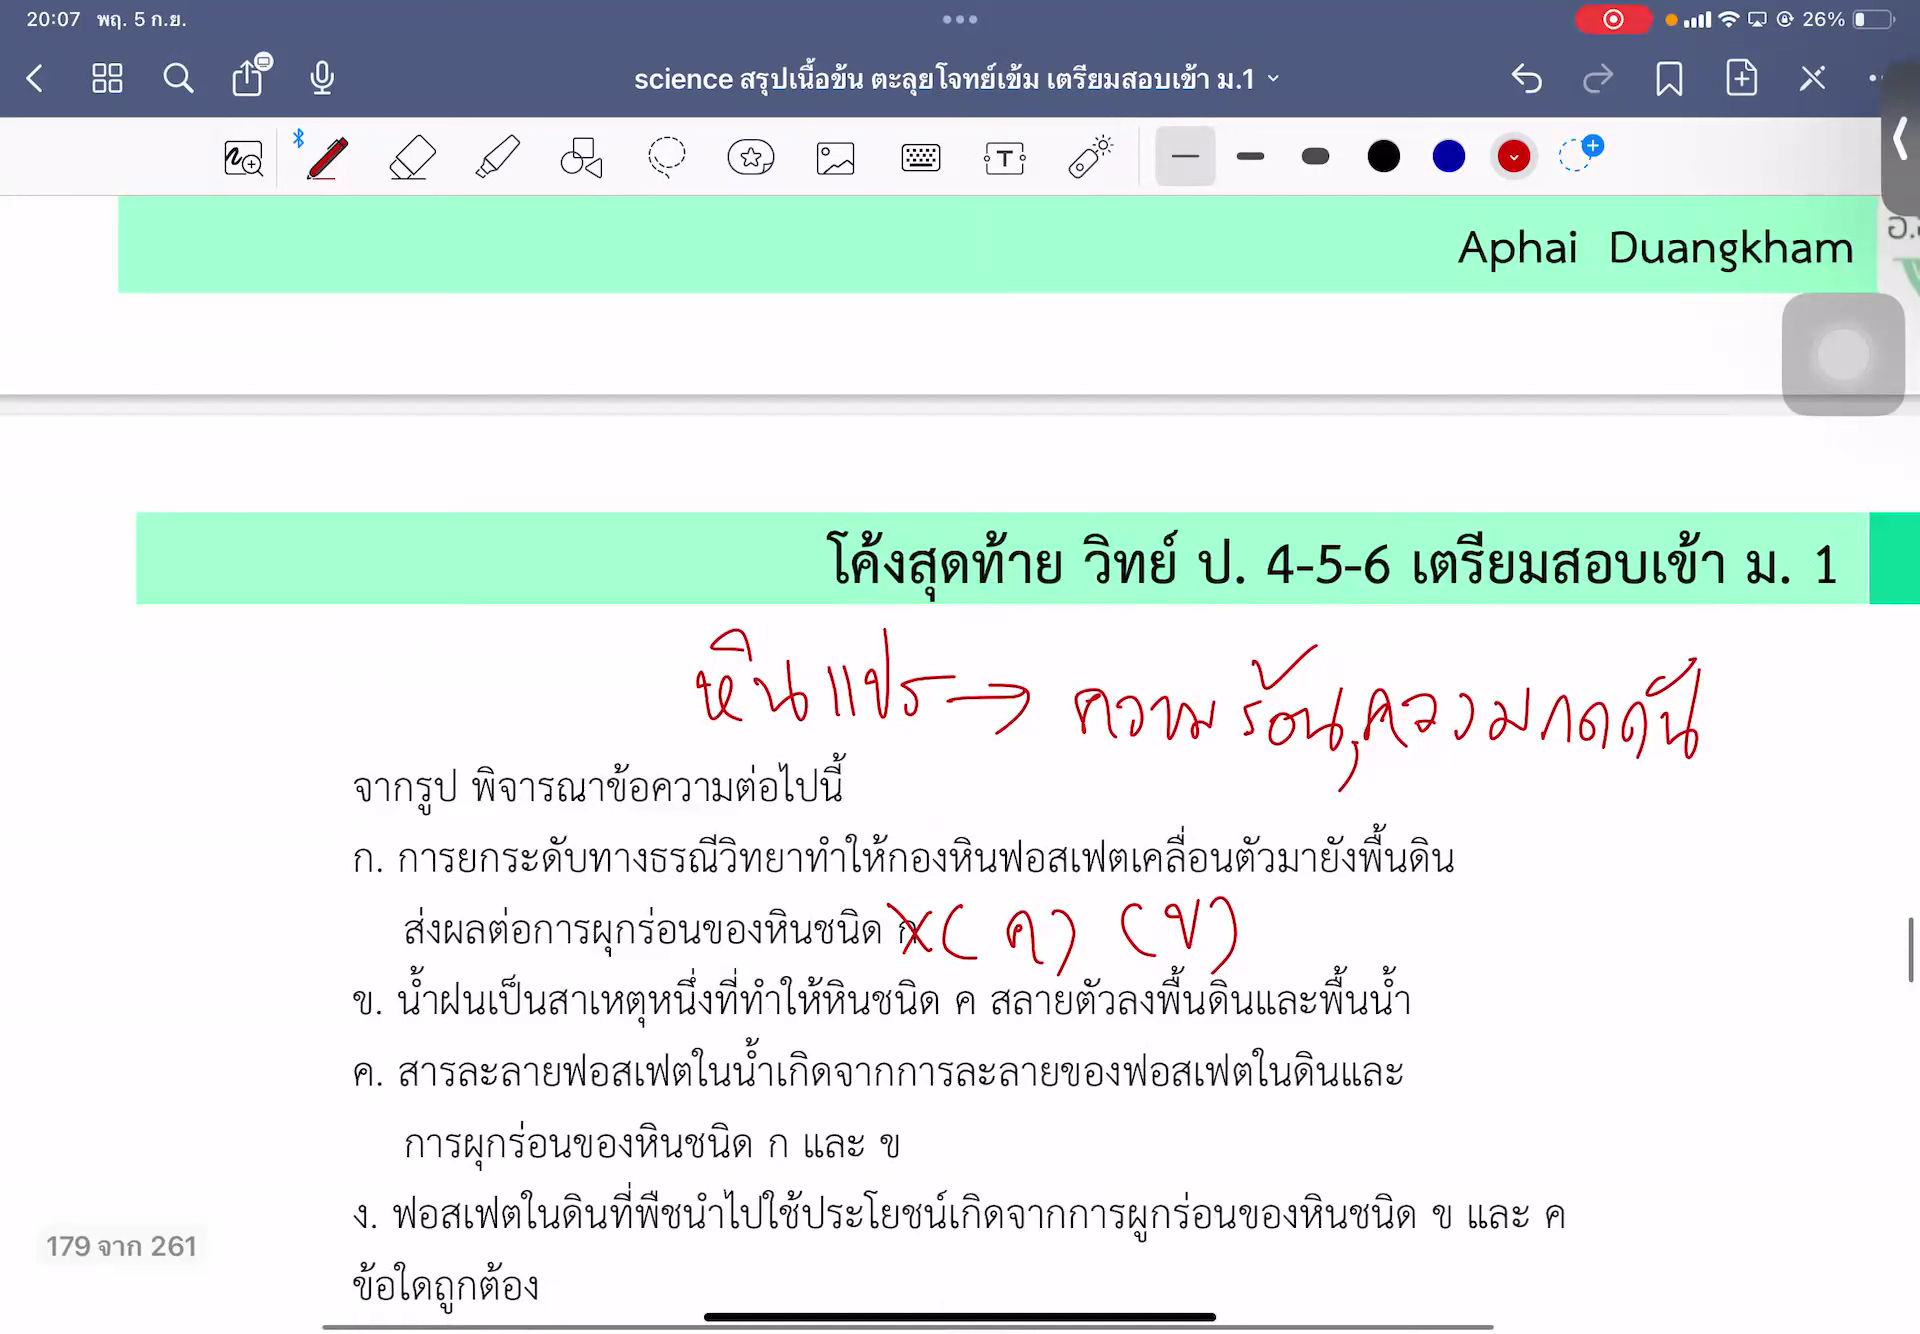 20:07 พฤ. 5 ก.ย.
26%
science สรุปเนื้อข้น ตะลุยโจทย์เข้ม เตรียมสอบเข้า ม.1
Aphai Duangkham
โค้งสุดท้าย วิทย์ ป. 4-5-6 เตรียมสอบเข้า ม. 1
หินแปร → ความร้อน, ความกดดัน
จากรูป พิจารณาข้อความต่อไปนี้
ก. การยกระดับทางธรณีวิทยาทำให้กองหินฟอสเฟตเคลื่อนตัวมายังพื้นดิน
ส่งผลต่อการผุกร่อนของหินชนิด ก (ค) (ข)
ข. น้ำฝนเป็นสาเหตุหนึ่งที่ทำให้หินชนิด ค สลายตัวลงพื้นดินและพื้นน้ำ
ค. สารละลายฟอสเฟตในน้ำเกิดจากการละลายของฟอสเฟตในดินและ
การผุกร่อนของหินชนิด ก และ ข
ง. ฟอสเฟตในดินที่พืชนำไปใช้ประโยชน์เกิดจากการผุกร่อนของหินชนิด ข และ ค
179 จาก 261
ข้อใดถูกต้อง